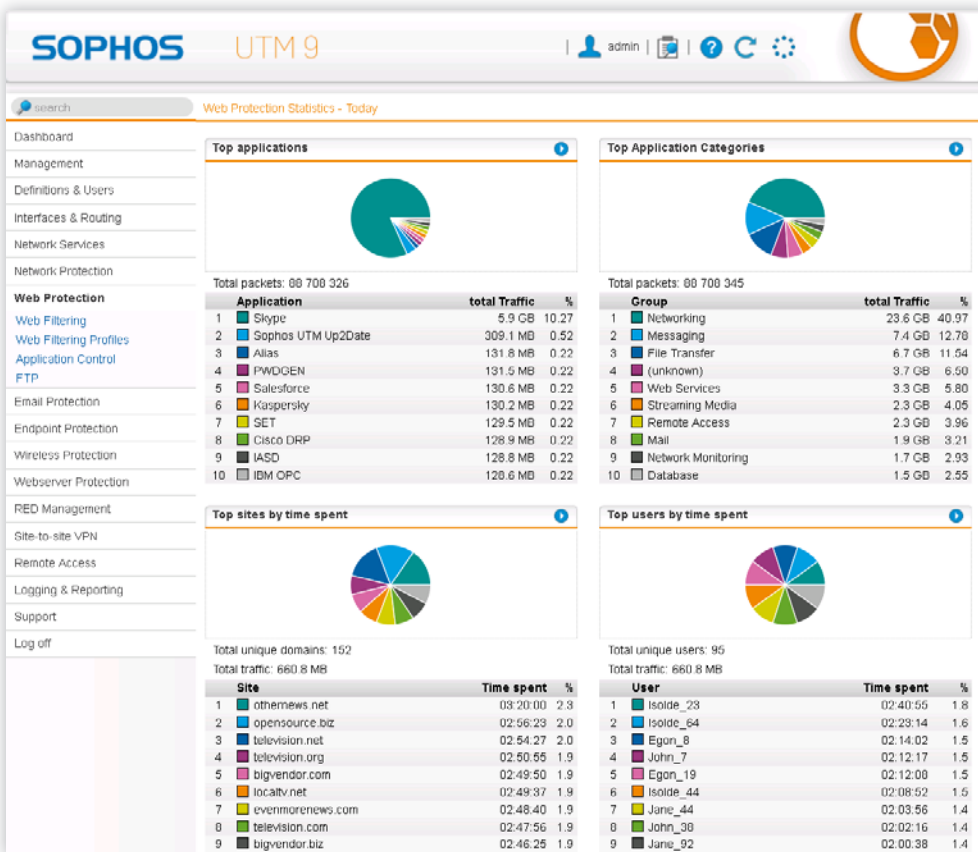 SOPHOS UTM 9 | admin | |
search
Web Protection Statistics - Today
Dashboard
Management
Definitions & Users
Interfaces & Routing
Network Services
Network Protection
Web Protection
Web Filtering
Web Filtering Profiles
Application Control
FTP
Email Protection
Endpoint Protection
Wireless Protection
Webserver Protection
RED Management
Site-to-site VPN
Remote Access
Logging & Reporting
Support
Log off
Top applications
Total packets: 88 708 326
Application total Traffic %
1 Skype 5.9 GB 10.27
2 Sophos UTM Up2Date 309.1 MB 0.52
3 Alias 131.8 MB 0.22
4 PWDGEN 131.5 MB 0.22
5 Salesforce 130.6 MB 0.22
6 Kaspersky 130.2 MB 0.22
7 SET 129.5 MB 0.22
8 Cisco DRP 128.9 MB 0.22
9 IASD 128.8 MB 0.22
10 IBM OPC 128.6 MB 0.22
Top Application Categories
Total packets: 88 708 345
Group total Traffic %
1 Networking 23.6 GB 40.97
2 Messaging 7.4 GB 12.78
3 File Transfer 6.7 GB 11.54
4 (unknown) 3.7 GB 6.50
5 Web Services 3.3 GB 5.80
6 Streaming Media 2.3 GB 4.05
7 Remote Access 2.3 GB 3.96
8 Mail 1.9 GB 3.21
9 Network Monitoring 1.7 GB 2.93
10 Database 1.5 GB 2.55
Top sites by time spent
Total unique domains: 152
Total traffic: 660.8 MB
Site Time spent %
1 othernews.net 03:20:00 2.3
2 opensource.biz 02:56:23 2.0
3 television.net 02:54:27 2.0
4 television.org 02:50:55 1.9
5 bigvendor.com 02:49:50 1.9
6 localtv.net 02:49:37 1.9
7 evenmorenews.com 02:48:40 1.9
8 television.com 02:47:56 1.9
9 bigvendor.biz 02:46:25 1.9
Top users by time spent
Total unique users: 95
Total traffic: 660.8 MB
User Time spent %
1 Isolde_23 02:40:55 1.8
2 Isolde_64 02:23:14 1.6
3 Egon_8 02:14:02 1.5
4 John_7 02:12:17 1.5
5 Egon_19 02:12:08 1.5
6 Isolde_44 02:08:52 1.5
7 Jane_44 02:03:56 1.4
8 John_38 02:02:16 1.4
9 Jane_92 02:00:38 1.4